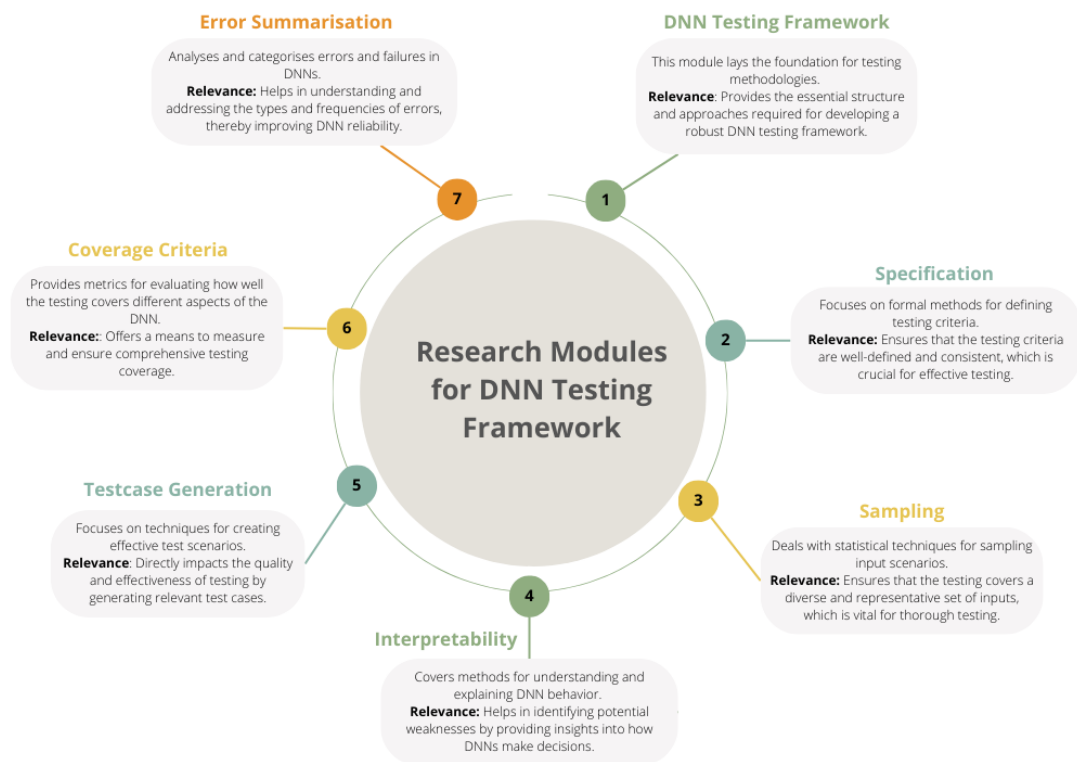 Error Summarisation
Analyses and categorises errors and failures in
DNNs.
Relevance: Helps in understanding and
addressing the types and frequencies of errors,
thereby improving DNN reliability.
DNN Testing Framework
This module lays the foundation for testing
methodologies.
Relevance: Provides the essential structure
and approaches required for developing a
robust DNN testing framework.
7
1
Coverage Criteria
Provides metrics for evaluating how well
the testing covers different aspects of the
DNN.
Relevance:: Offers a means to measure
and ensure comprehensive testing
coverage.
6
Specification
Focuses on formal methods for defining
testing criteria.
Relevance: Ensures that the testing criteria
are well-defined and consistent, which is
crucial for effective testing.
2
Research Modules
for DNN Testing
Framework
Testcase Generation
Focuses on techniques for creating
effective test scenarios.
Relevance: Directly impacts the quality
and effectiveness of testing by
generating relevant test cases.
5
3
Sampling
Deals with statistical techniques for sampling
input scenarios.
Relevance: Ensures that the testing covers a
diverse and representative set of inputs,
which is vital for thorough testing.
4
Interpretability
Covers methods for understanding and
explaining DNN behavior.
Relevance: Helps in identifying potential
weaknesses by providing insights into how
DNNs make decisions.